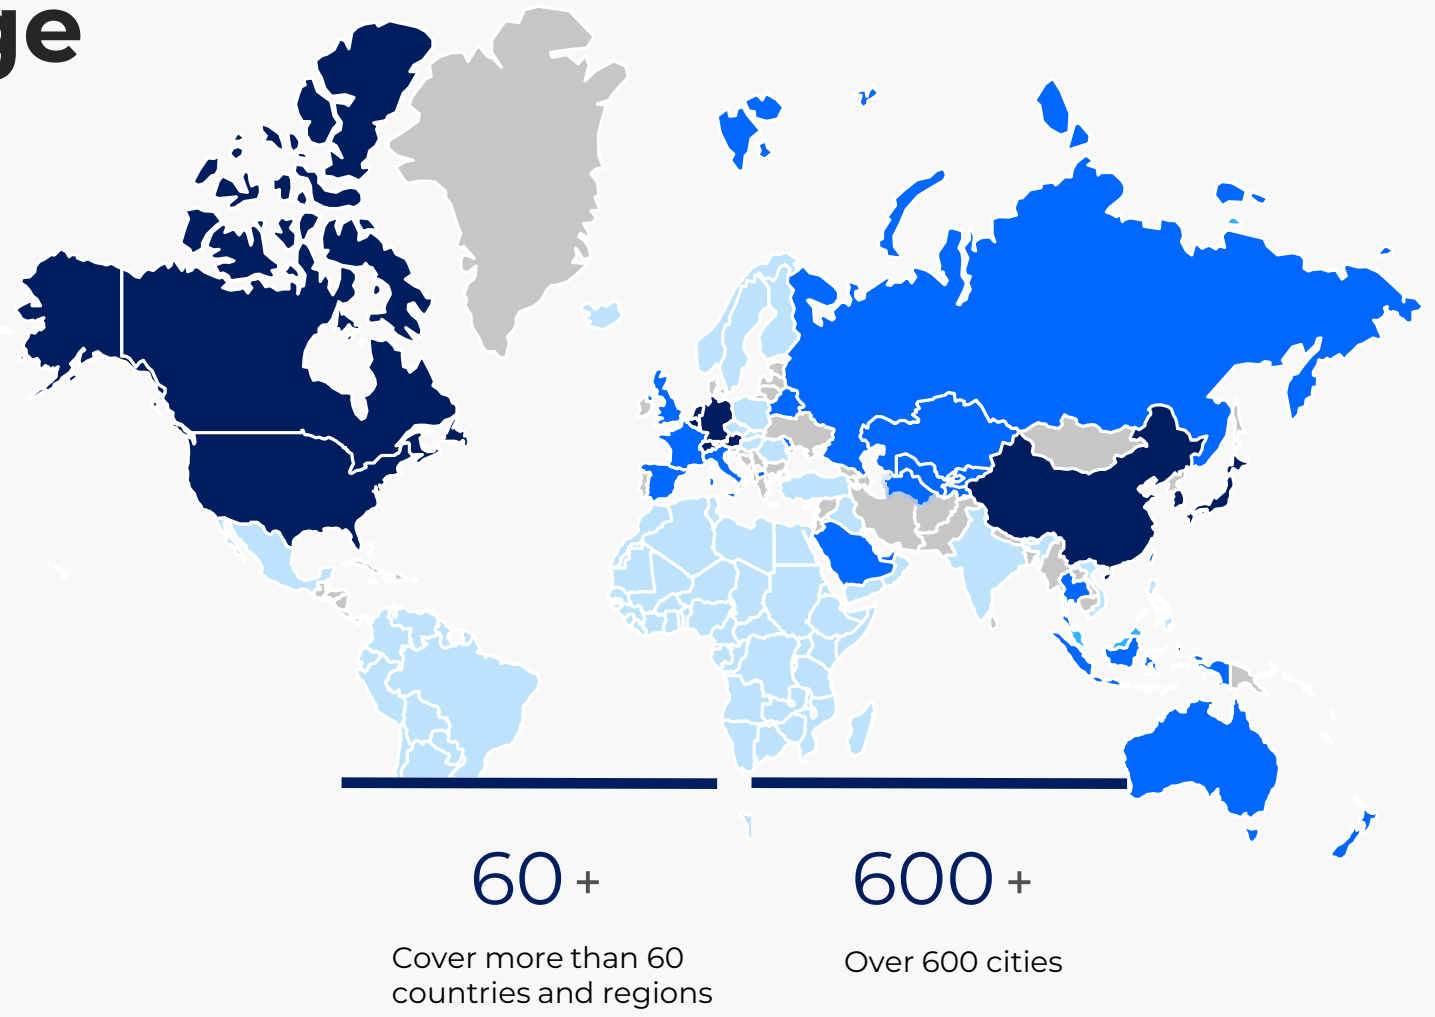 ge
60 +
Cover more than 60
countries and regions
600 +
Over 600 cities